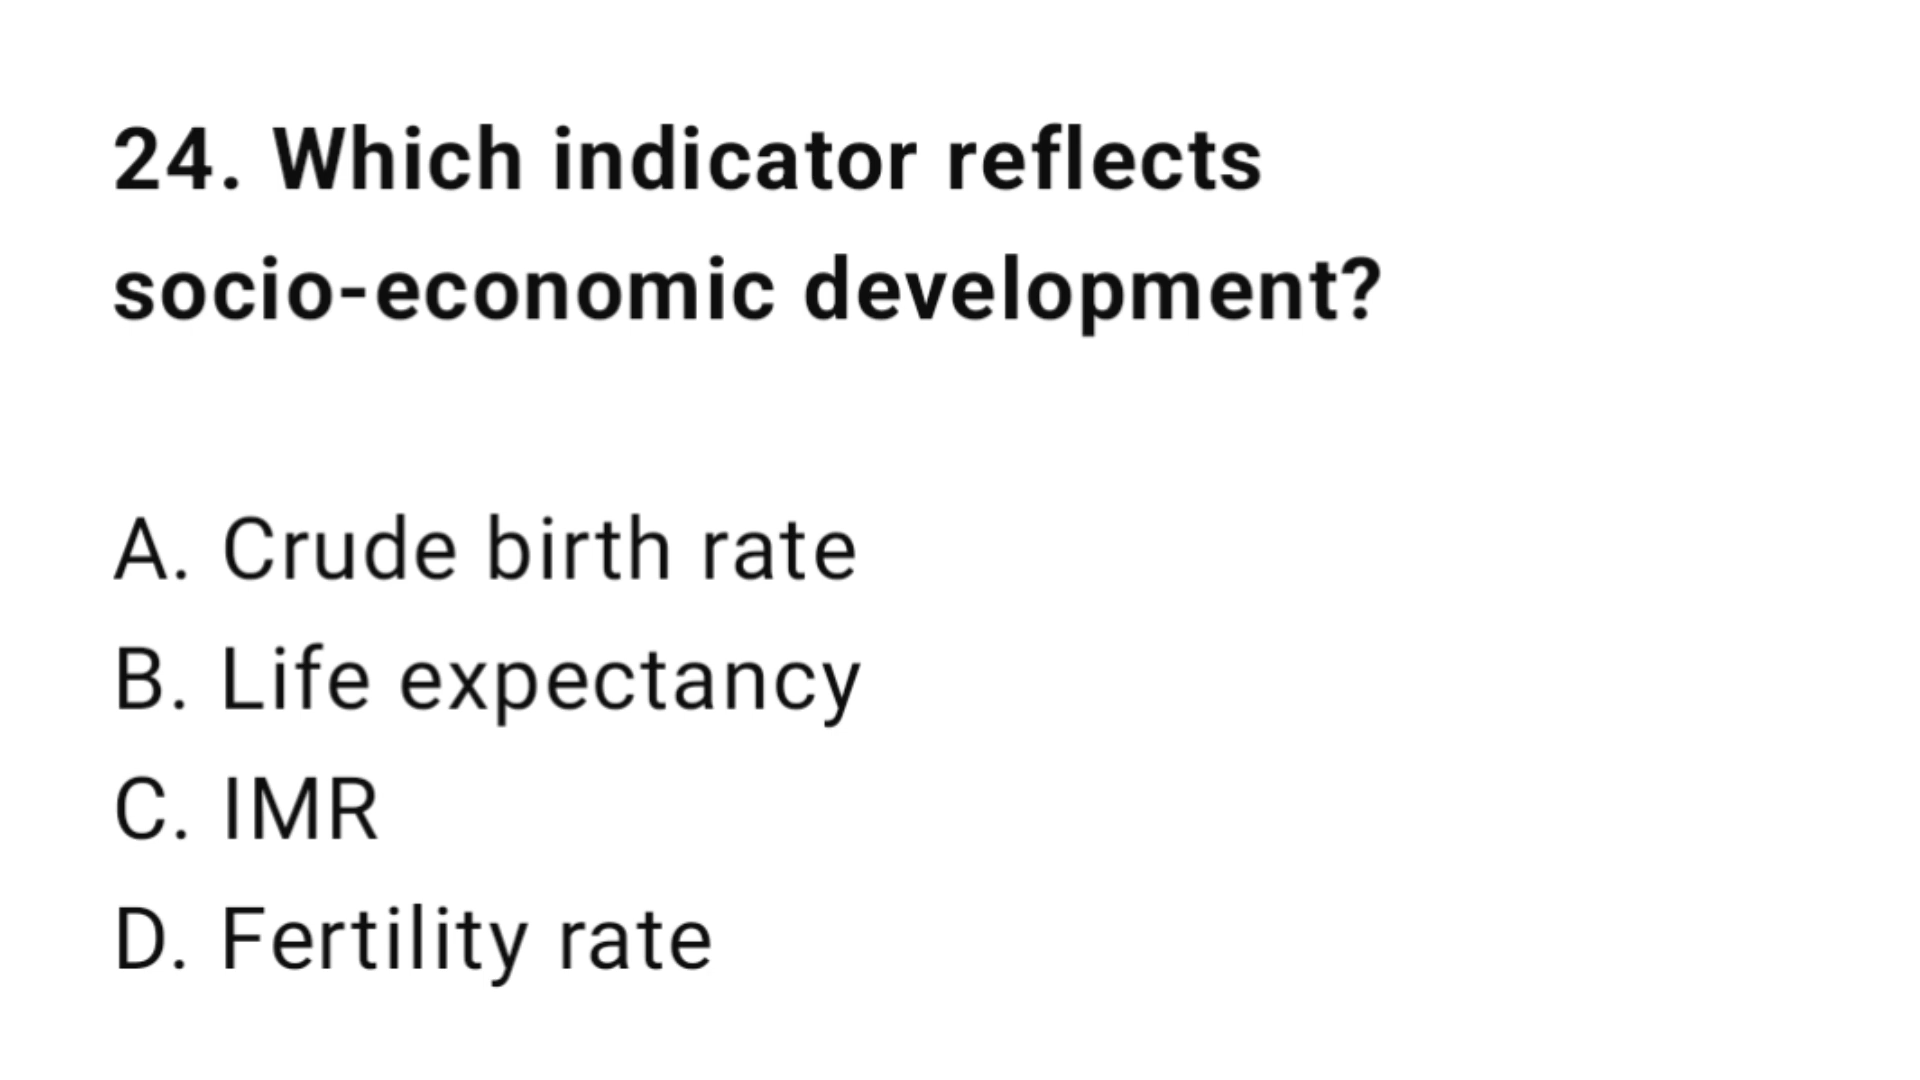 24. Which indicator reflects
socio-economic development?
A. Crude birth rate
B. Life expectancy
C. IMR
D. Fertility rate